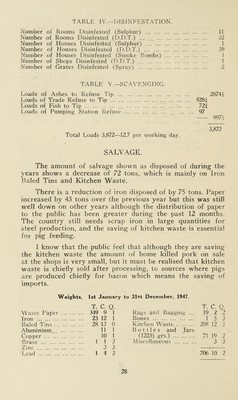 TABLE IV.—DISINFESTATION.
Number of Rooms Disinfested (Sulphur) ... 11
Number of Rooms Disinfested (D.D.T.) ... 32
Number of Houses Disinfested (Sulphur) ... 1
Number of Houses Disinfested (D.D.T.) ... 39
Number of Houses Disinfested (Smoke Bombs) ... 1
Number of Shops Disinfested (D.D.T.) ... 1
Number of Crates Disinfested (Spray) ... 2
TABLE V.—SCAVENGING.
Loads of Ashes to Refuse Tip ... 2874½
Loads of Trade Refuse to Tip ... 828½
Loads of Fish to Tip ... 72½
Loads of Pumping Station Refuse ... 97
997½
3,872
Total Loads 3,872—12.7 per working day.
SALVAGE.
The amount of salvage shown as disposed of during the
years shows a decrease of 72 tons, which is mainly on Iron
Baled Tins and Kitchen Waste.
There is a reduction of iron disposed of by 75 tons. Paper
increased by 43 tons over the previous year but this was still
well down on other years although the distribution of paper
to the public has been greater during the past 12 months.
The country still needs scrap iron in large quantities for
steel production, and the saving of kitchen waste is essential
for pig feeding.
I know that the public feel that although they are saving
the kitchen waste the amount of home killed pork on sale
at the shops is very small, but it must be realised that kitchen
waste is chiefly sold after processing, to sources where pigs
are produced chiefly for bacon which means the saving of
imports.
Weights, 1st January to 31st December, 1947.
T. C. Q. T. C. Q.
Waste Paper ... 349 9 1 Rags and Bagging ... 19 2 2
Iron ... 23 12 1 Bones ... 1 5 3
Baled Tins ... 28 12 0 Kitchen Waste ... 208 12 3
Aluminium ... 11 1 Bottles and Jars
Copper ... 10 1 (1223½ grs.) ... 71 19 2
Brass ... 1 1 3 Miscellaneous ... 3 3
Zinc ... 3 3
Lead ... 1 4 3 706 10 2
28